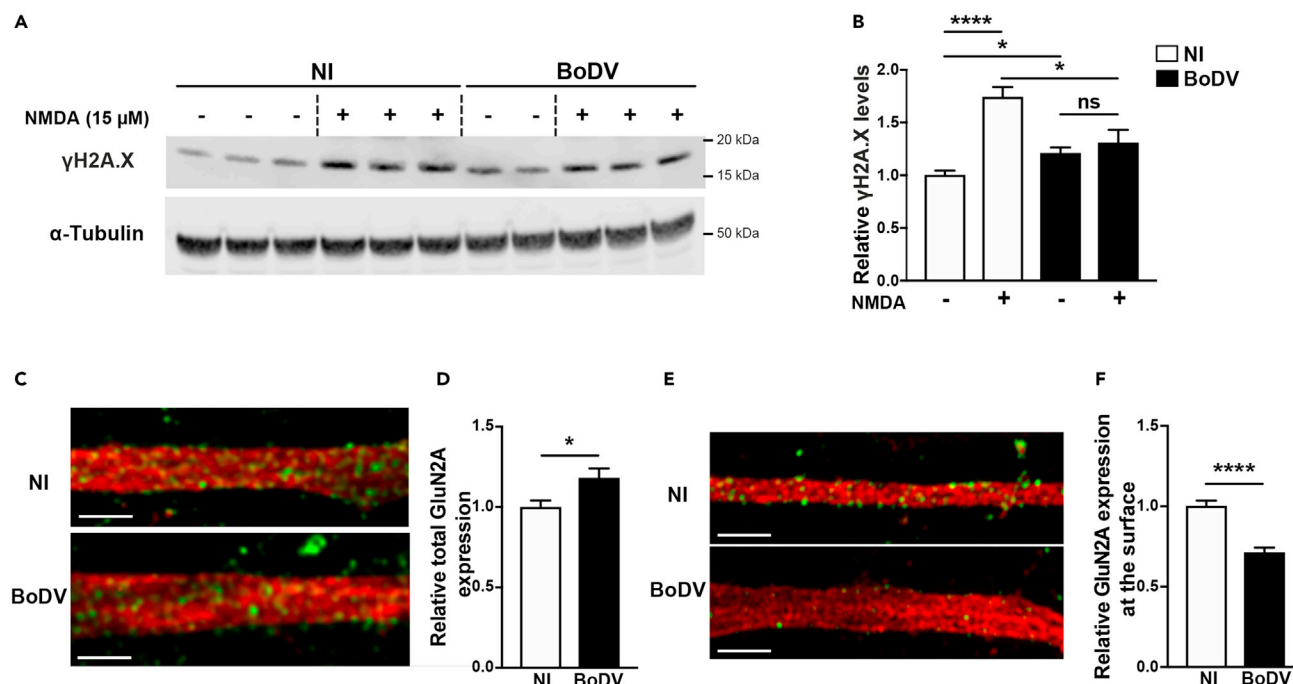 A
NI BoDV
NMDA (15 μM) - - - + + + - - + + +
γH2A.X
20 kDa
15 kDa
α-Tubulin
50 kDa
B
NI
BoDV
Relative γH2A.X levels
2.0
1.5
1.0
0.5
0.0
****
*
*
ns
NMDA - + - +
C
NI
BoDV
D
Relative total GluN2A
expression
1.5
1.0
0.5
0.0
*
NI BoDV
E
NI
BoDV
F
Relative GluN2A expression
at the surface
1.5
1.0
0.5
0.0
****
NI BoDV